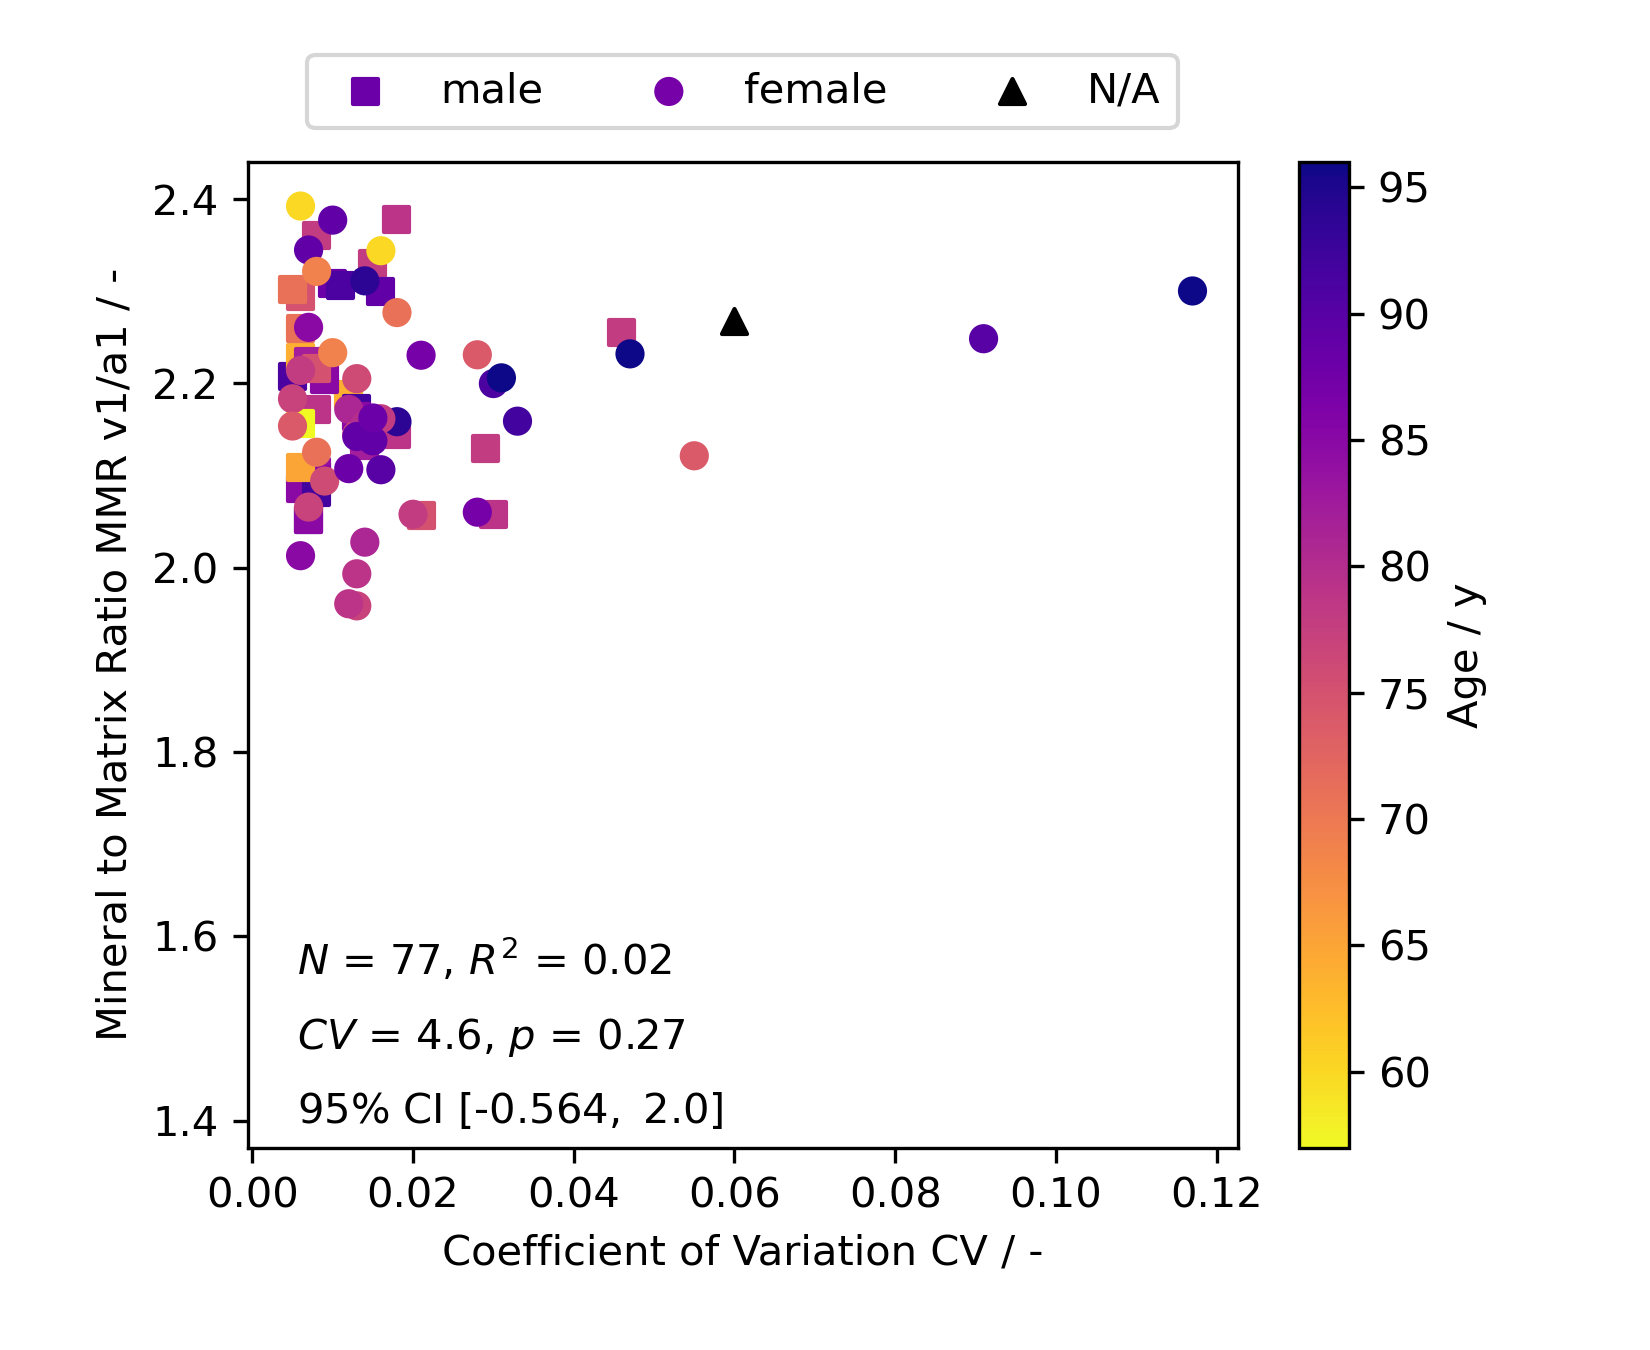 male female N/A
Mineral to Matrix Ratio MMR v1/a1 / -
2.4
2.2
2.0
1.8
1.6
1.4
N = 77, R² = 0.02
CV = 4.6, p = 0.27
95% CI [-0.564, 2.0]
0.00 0.02 0.04 0.06 0.08 0.10 0.12
Coefficient of Variation CV / -
95
90
85
80
75
70
65
60
Age / y